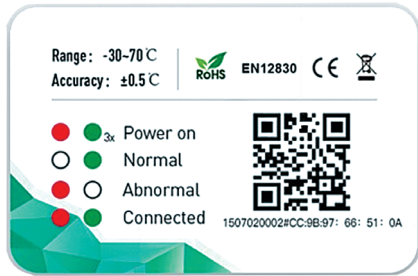 Range: -30~70℃
Accuracy: ±0.5℃
RoHS
EN12830
CE
3x Power on
Normal
Abnormal
Connected
1507020002#CC:9B:97: 66: 51: 0A